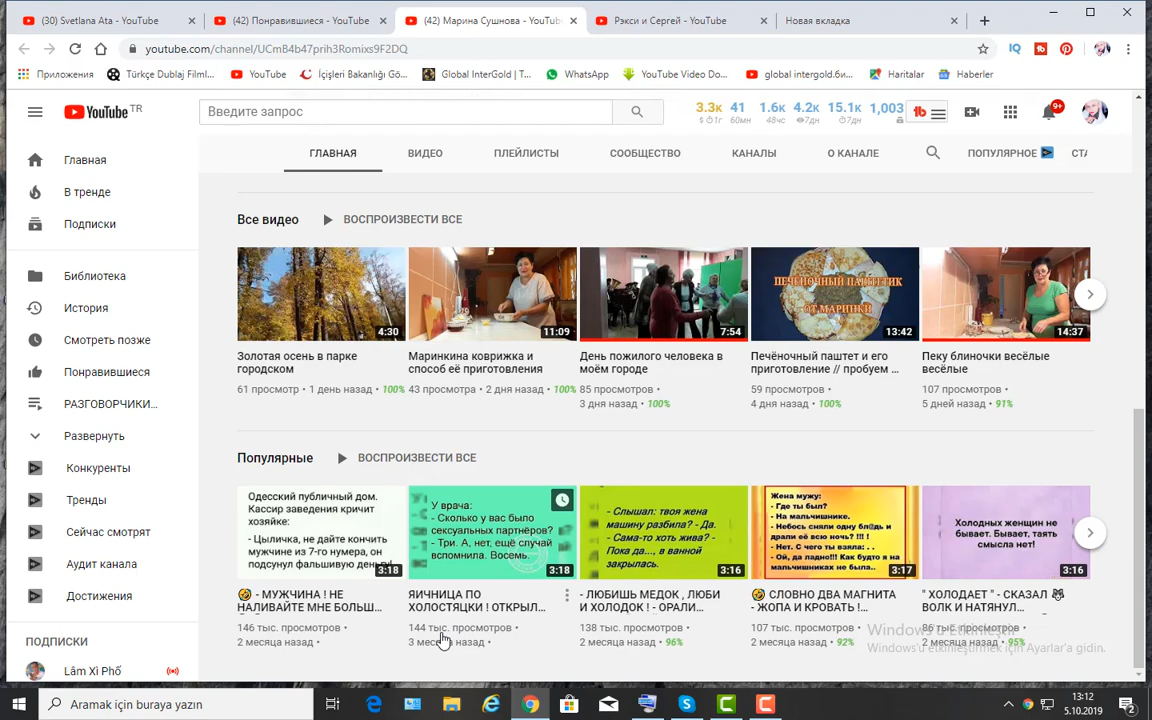 (30) Svetlana Ata - YouTube
(42) Понравившиеся - YouTube
(42) Марина Сушнова - YouTube
Рэкси и Сергей - YouTube
Новая вкладка
youtube.com/channel/UCmB4b47prih3Romixs9F2DQ
Приложения
Türkçe Dublaj Filml...
YouTube
İçişleri Bakanlığı Gö...
Global InterGold | T...
WhatsApp
YouTube Video Do...
global intergold.би...
Haritalar
Haberler
YouTube TR
Введите запрос
3.3к 41 1.6к 4.2к 15.1к 1,003
$ 1г 60мн 48чс 7дн 7дн
9+
ГЛАВНАЯ
ВИДЕО
ПЛЕЙЛИСТЫ
СООБЩЕСТВО
КАНАЛЫ
О КАНАЛЕ
ПОПУЛЯРНОЕ
СТА
Главная
В тренде
Подписки
Библиотека
История
Смотреть позже
Понравившиеся
РАЗГОВОРЧИКИ...
Развернуть
Конкуренты
Тренды
Сейчас смотрят
Аудит канала
Достижения
ПОДПИСКИ
Lâm Xì Phố
Все видео
ВОСПРОИЗВЕСТИ ВСЕ
4:30
Золотая осень в парке
городском
61 просмотр • 1 день назад • 100%
11:09
Маринкина коврижка и
способ её приготовления
43 просмотра • 2 дня назад • 100%
7:54
День пожилого человека в
моём городе
85 просмотров •
3 дня назад • 100%
ПЕЧЁНОЧНЫЙ ПАШТЕТИК
ОТ МАРИНКИ
13:42
Печёночный паштет и его
приготовление // пробуем ...
59 просмотров •
4 дня назад • 100%
14:37
Пеку блиночки весёлые
весёлые
107 просмотров •
5 дней назад • 91%
Популярные
ВОСПРОИЗВЕСТИ ВСЕ
Одесский публичный дом.
Кассир заведения кричит
хозяйке:
- Цыличка, не дайте кончить
мужчине из 7-го нумера, он
подсунул фальшивую
3:18
🤣 - МУЖЧИНА ! НЕ
НАЛИВАЙТЕ МНЕ БОЛЬШ...
146 тыс. просмотров •
2 месяца назад •
У врача:
- Сколько у вас было
сексуальных партнёров?
- Три. А, нет, ещё случай
вспомнила. Восемь.
3:18
ЯИЧНИЦА ПО
ХОЛОСТЯЦКИ ! ОТКРЫЛ...
144 тыс. просмотров •
3 месяца назад •
- Слышал: твоя жена
машину разбила? - Да.
- Сама-то хоть жива? -
Пока да..., в ванной
закрылась.
3:16
- ЛЮБИШЬ МЕДОК , ЛЮБИ
И ХОЛОДОК ! - ОРАЛИ...
138 тыс. просмотров •
2 месяца назад • 96%
Жена мужу:
- Где ты был?
- На мальчишнике.
- Небось сняли одну бл@дь и
драли её всю ночь? !!! !
- Нет. С чего ты взяла: . .
- Ой, да ладно!!! Как будто я на
мальчишниках не была..
3:17
🤣 СЛОВНО ДВА МАГНИТА
- ЖОПА И КРОВАТЬ !...
107 тыс. просмотров •
2 месяца назад • 92%
Холодных женщин не
бывает. Бывает, таять
смысла нет!
3:16
" ХОЛОДАЕТ " - СКАЗАЛ 🐺
ВОЛК И НАТЯНУЛ...
86 тыс. просмотров •
2 месяца назад • 95%
Windows'u Etkinleştir
Windows'u etkinleştirmek için Ayarlar'a gidin.
Aramak için buraya yazın
13:12
5.10.2019
2